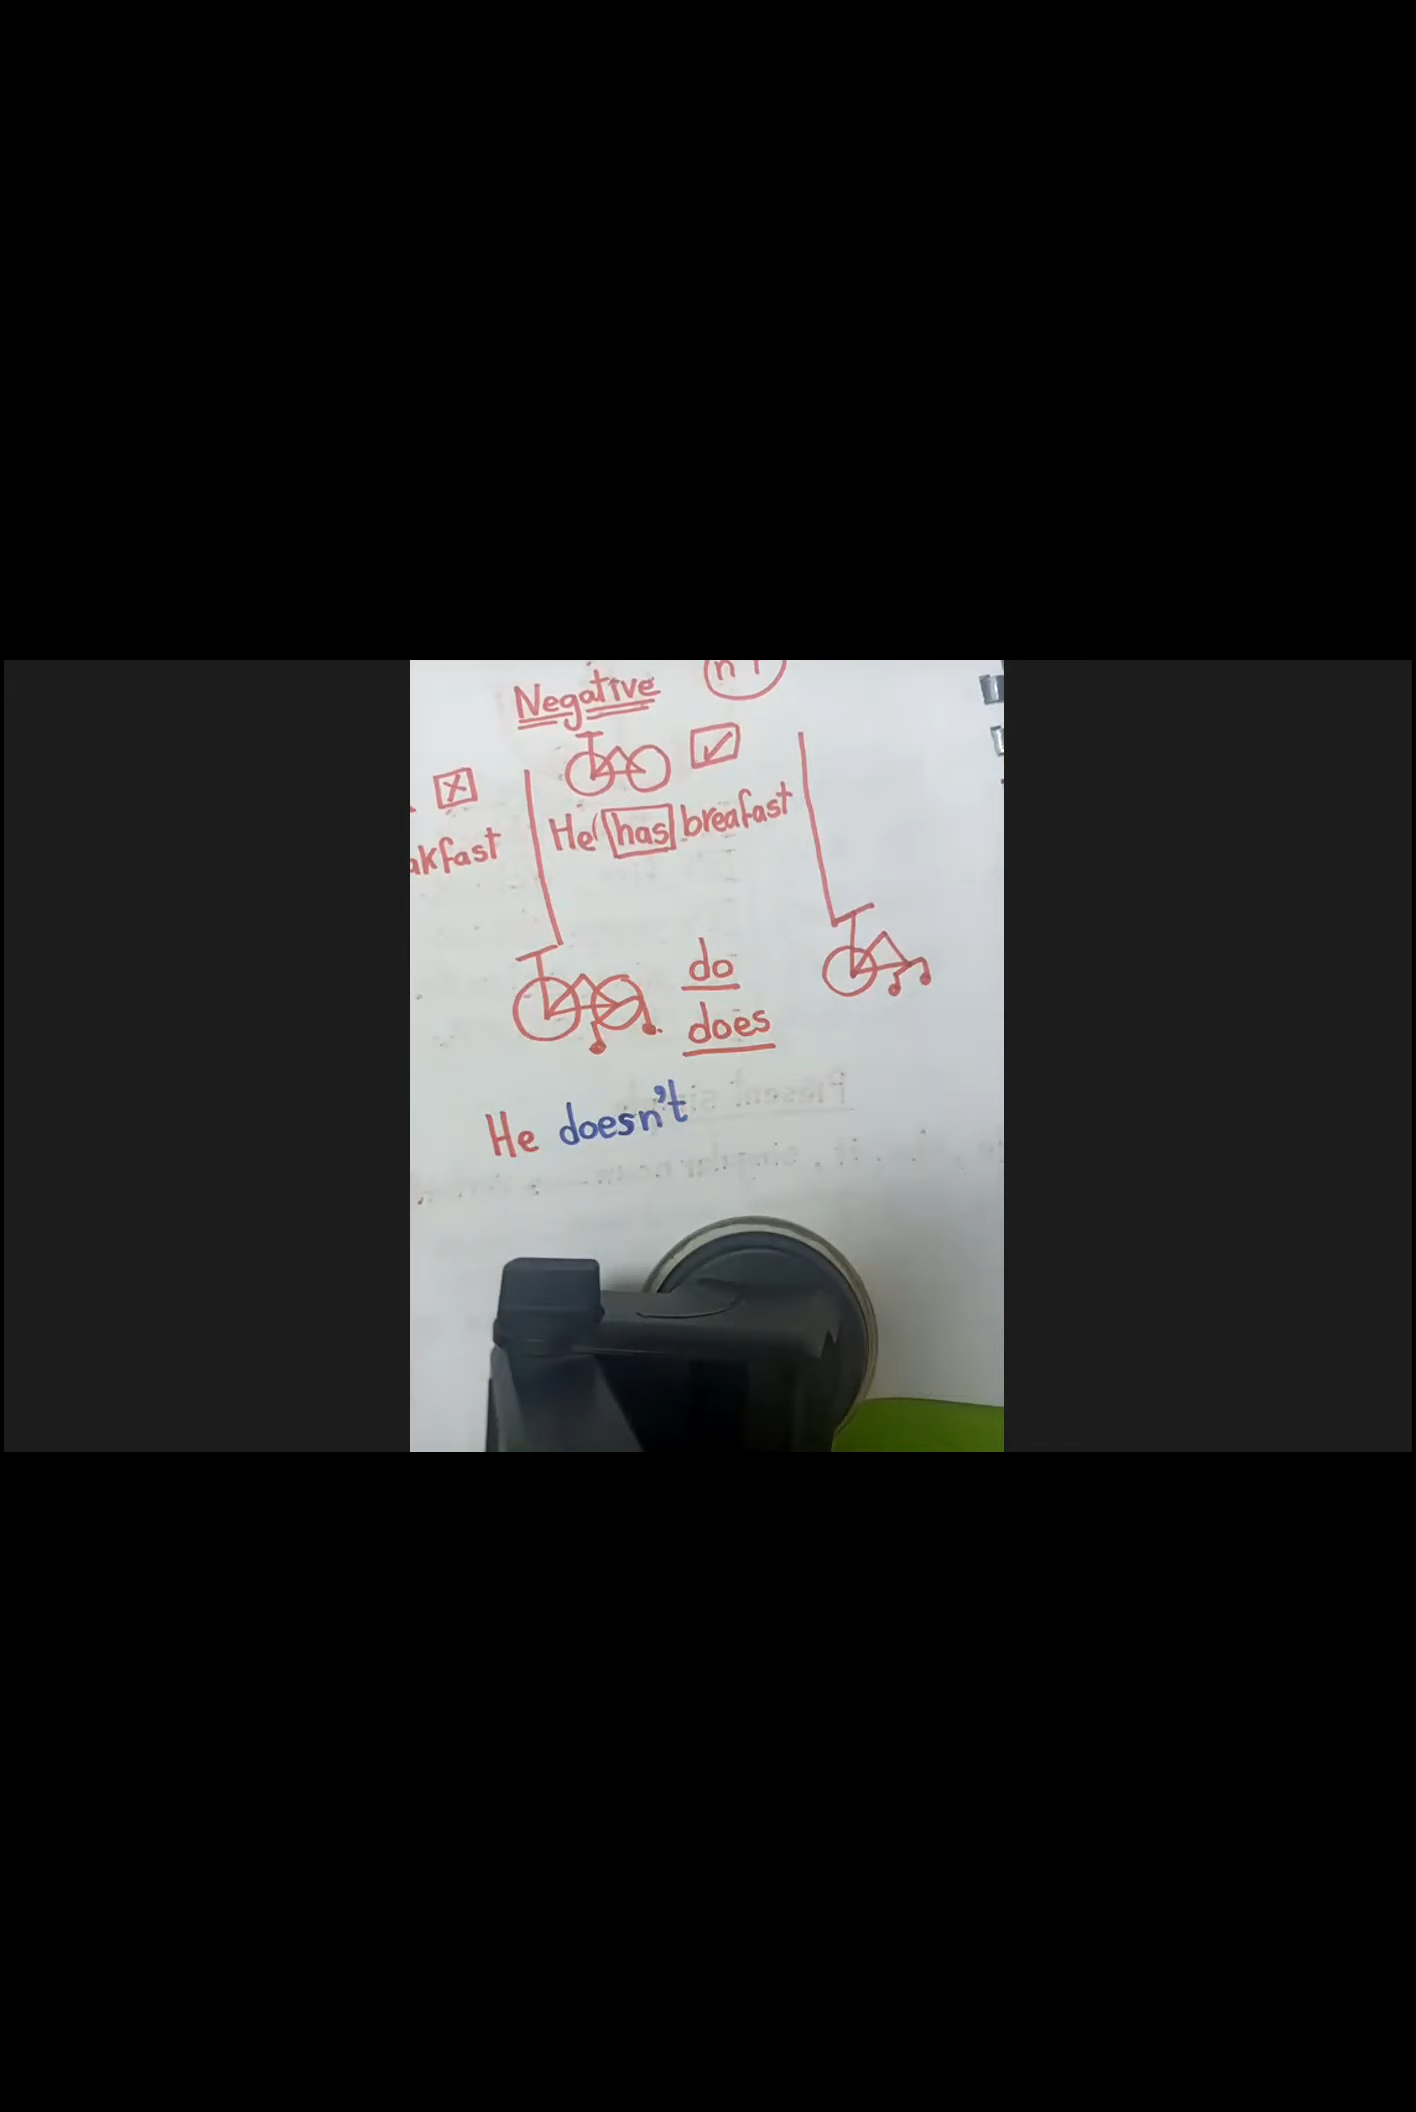 Negative
n't
akfast
He has breafast
do
does
He doesn't